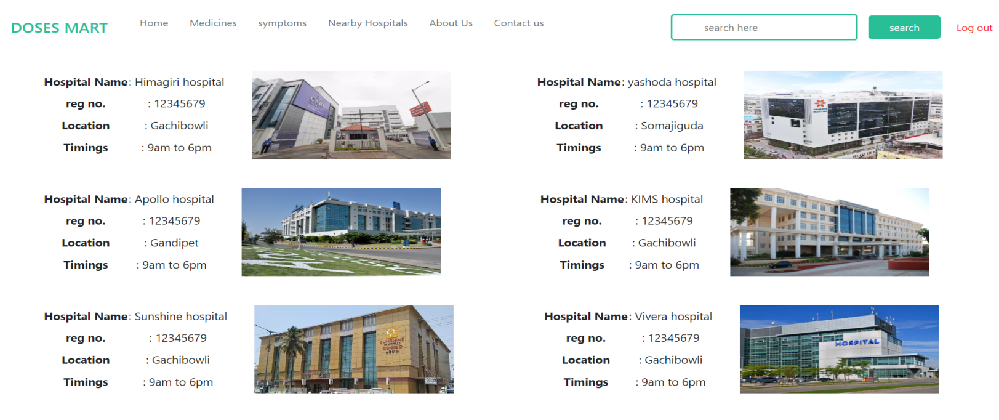 DOSES MART
Home
Medicines
symptoms
Nearby Hospitals
About Us
Contact us
search here
search
Log out
Hospital Name : Himagiri hospital
reg no. : 12345679
Location : Gachibowli
Timings : 9am to 6pm
CARE
Hospital Name : yashoda hospital
reg no. : 12345679
Location : Somajiguda
Timings : 9am to 6pm
Hospital Name : Apollo hospital
reg no. : 12345679
Location : Gandipet
Timings : 9am to 6pm
Hospital Name : KIMS hospital
reg no. : 12345679
Location : Gachibowli
Timings : 9am to 6pm
Hospital Name : Sunshine hospital
reg no. : 12345679
Location : Gachibowli
Timings : 9am to 6pm
SUNSHINE
HOSPITALS
Hospital Name : Vivera hospital
reg no. : 12345679
Location : Gachibowli
Timings : 9am to 6pm
HOSPITAL